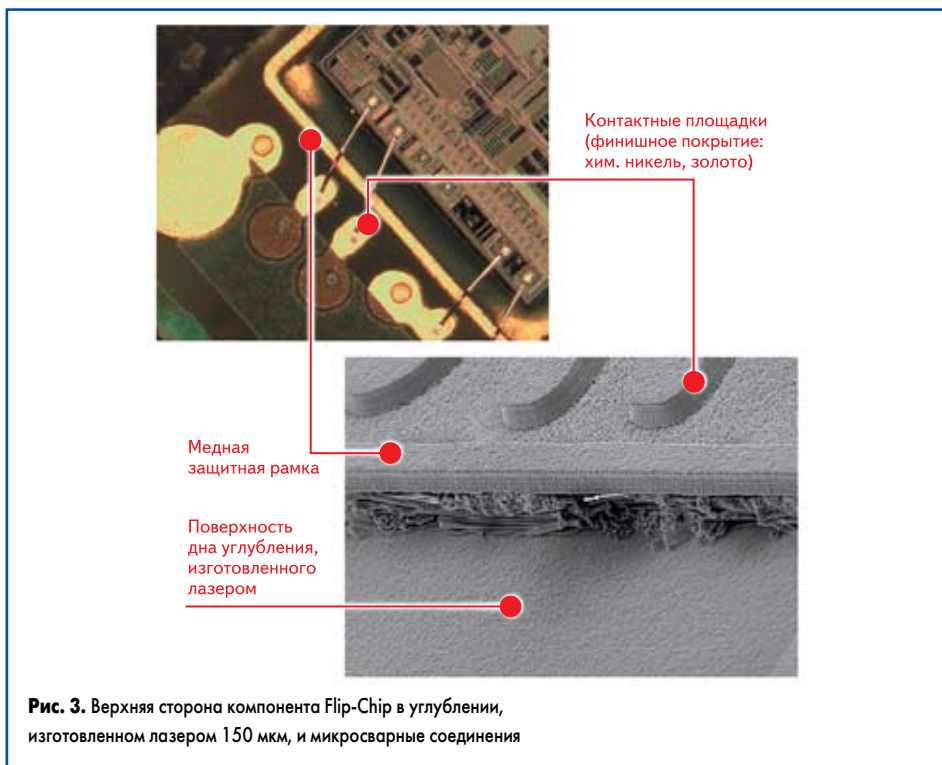 Контактные площадки
(финишное покрытие:
хим. никель, золото)
Медная
защитная рамка
Поверхность
дна углубления,
изготовленного
лазером
Рис. 3. Верхняя сторона компонента Flip-Chip в углублении,
изготовленном лазером 150 мкм, и микросварные соединения